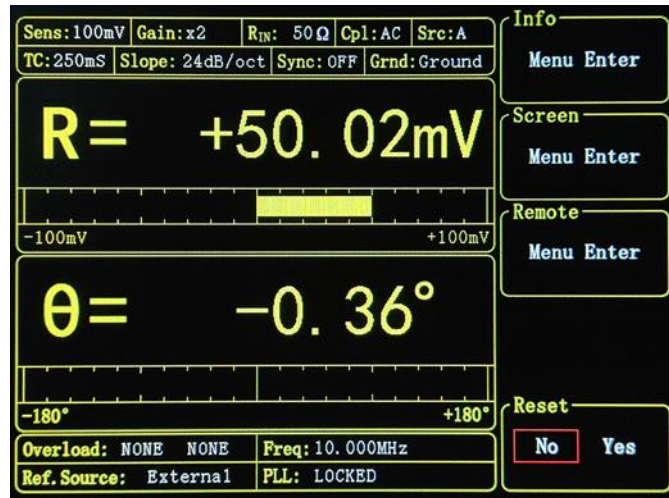 Sens:100mV Gain:x2 RIN: 50Ω Cpl:AC Src:A
TC:250mS Slope: 24dB/oct Sync:OFF Grnd:Ground
R= +50.02mV
-100mV +100mV
θ= -0.36°
-180° +180°
Overload: NONE NONE Freq:10.000MHz
Ref.Source: External PLL: LOCKED
Info
Menu Enter
Screen
Menu Enter
Remote
Menu Enter
Reset
No Yes